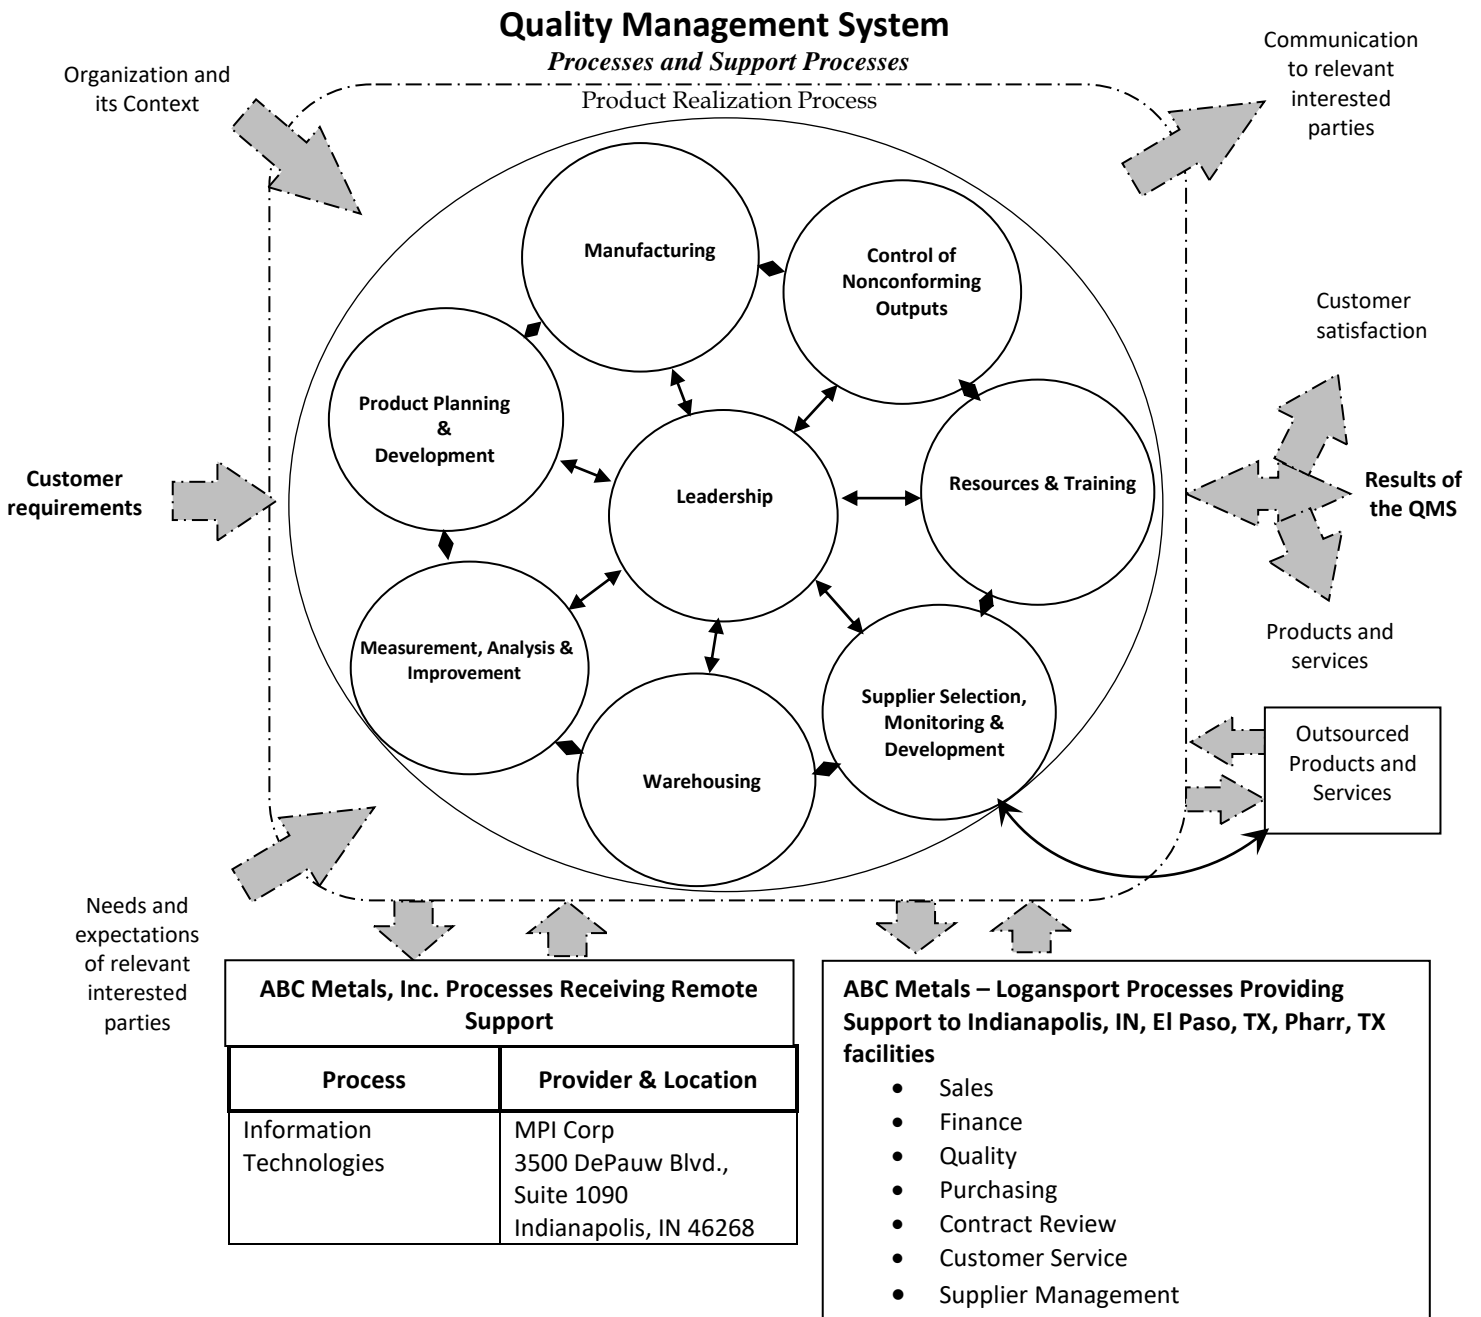 Quality Management System
Processes and Support Processes
Product Realization Process
Organization and
its Context
Communication
to relevant
interested
parties
Manufacturing
Control of
Nonconforming
Outputs
Customer
satisfaction
Product Planning
&
Development
Customer
requirements
Leadership
Resources & Training
Results of
the QMS
Measurement, Analysis &
Improvement
Supplier Selection,
Monitoring &
Development
Products and
services
Warehousing
Outsourced
Products and
Services
Needs and
expectations
of relevant
interested
parties
ABC Metals, Inc. Processes Receiving Remote
Support
Process
Provider & Location
Information
Technologies
MPI Corp
3500 DePauw Blvd.,
Suite 1090
Indianapolis, IN 46268
ABC Metals – Logansport Processes Providing
Support to Indianapolis, IN, El Paso, TX, Pharr, TX
facilities
• Sales
• Finance
• Quality
• Purchasing
• Contract Review
• Customer Service
• Supplier Management